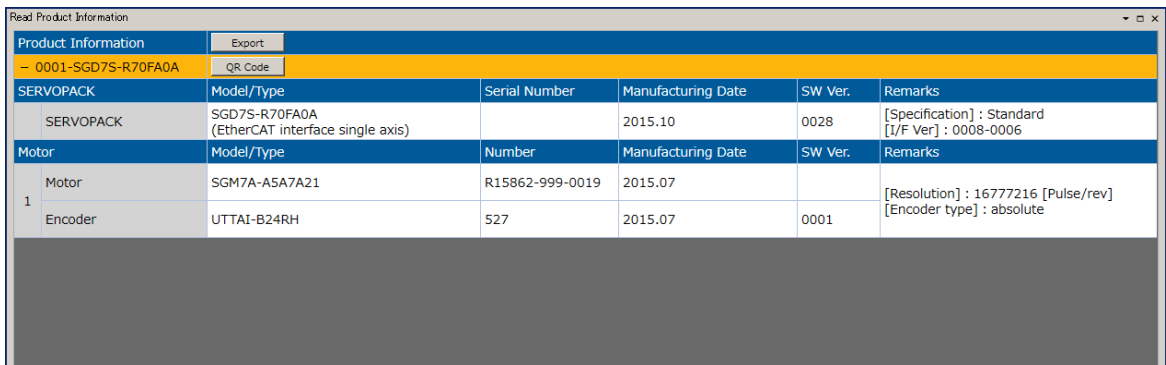 Read Product Information
Product Information Export
– 0001-SGD7S-R70FA0A QR Code
SERVOPACK Model/Type Serial Number Manufacturing Date SW Ver. Remarks
SERVOPACK SGD7S-R70FA0A (EtherCAT interface single axis) 2015.10 0028 [Specification] : Standard [I/F Ver] : 0008-0006
Motor Model/Type Number Manufacturing Date SW Ver. Remarks
1 Motor SGM7A-A5A7A21 R15862-999-0019 2015.07 [Resolution] : 16777216 [Pulse/rev]
Encoder UTTAI-B24RH 527 2015.07 0001 [Encoder type] : absolute